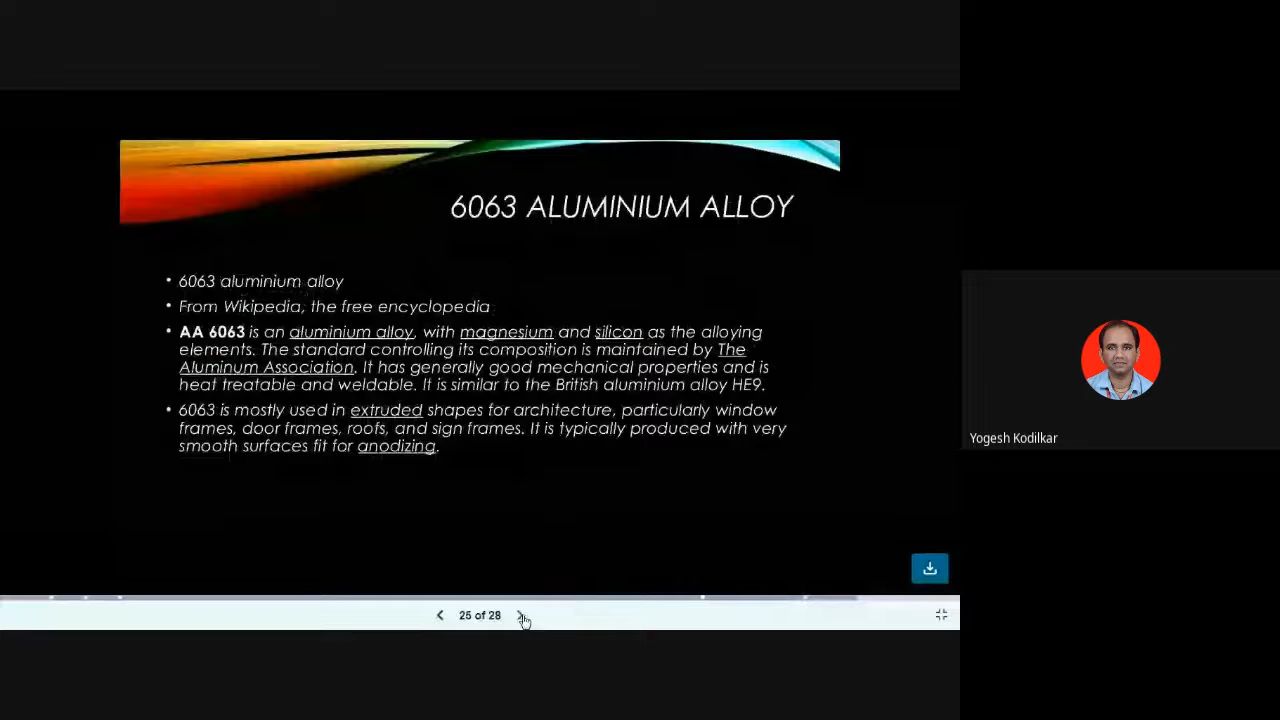 6063 ALUMINIUM ALLOY
• 6063 aluminium alloy
• From Wikipedia, the free encyclopedia
• AA 6063 is an aluminium alloy, with magnesium and silicon as the alloying
elements. The standard controlling its composition is maintained by The
Aluminum Association. It has generally good mechanical properties and is
heat treatable and weldable. It is similar to the British aluminium alloy HE9.
• 6063 is mostly used in extruded shapes for architecture, particularly window
frames, door frames, roofs, and sign frames. It is typically produced with very
smooth surfaces fit for anodizing.
25 of 28
Yogesh Kodilkar